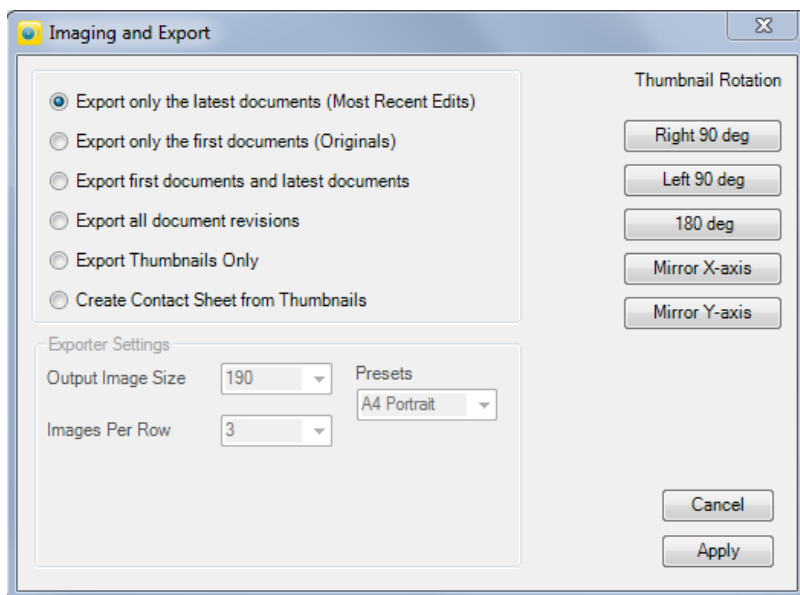 Imaging and Export
Export only the latest documents (Most Recent Edits)
Export only the first documents (Originals)
Export first documents and latest documents
Export all document revisions
Export Thumbnails Only
Create Contact Sheet from Thumbnails
Thumbnail Rotation
Right 90 deg
Left 90 deg
180 deg
Mirror X-axis
Mirror Y-axis
Exporter Settings
Output Image Size
190
Presets
A4 Portrait
Images Per Row
3
Cancel
Apply